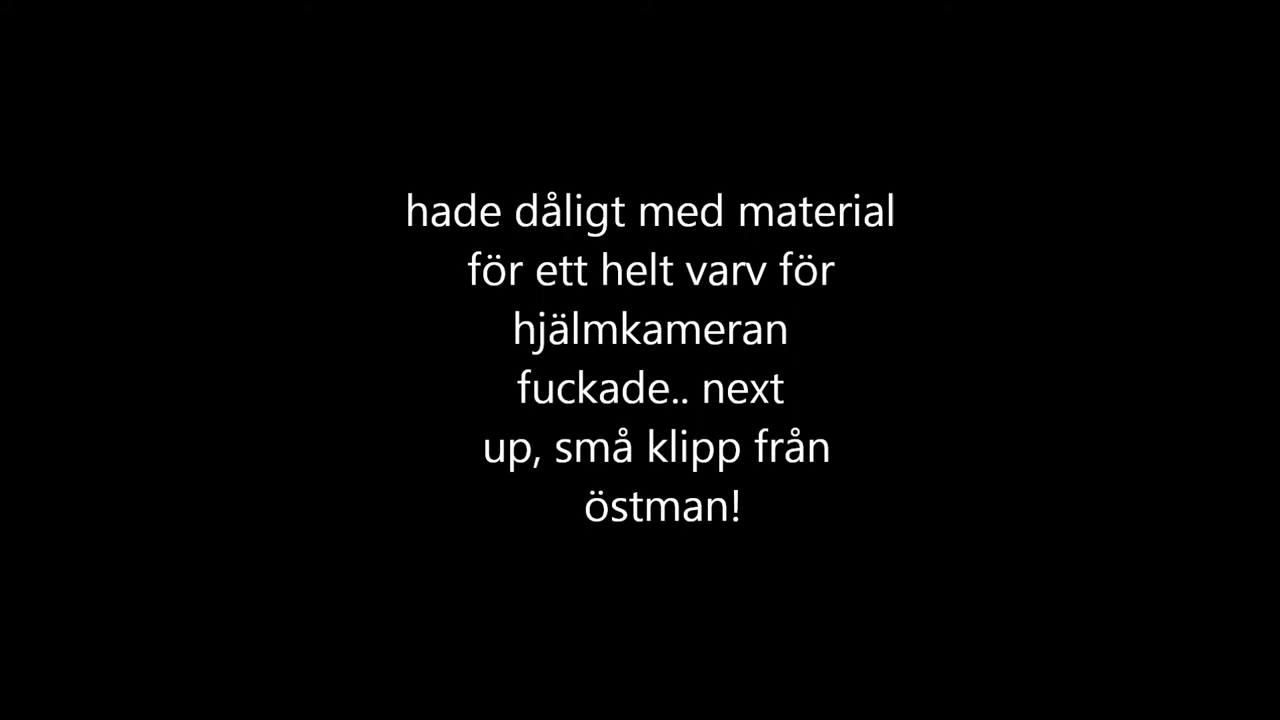 hade dåligt med material
för ett helt varv för
hjälmkameran
fuckade.. next
up, små klipp från
östman!